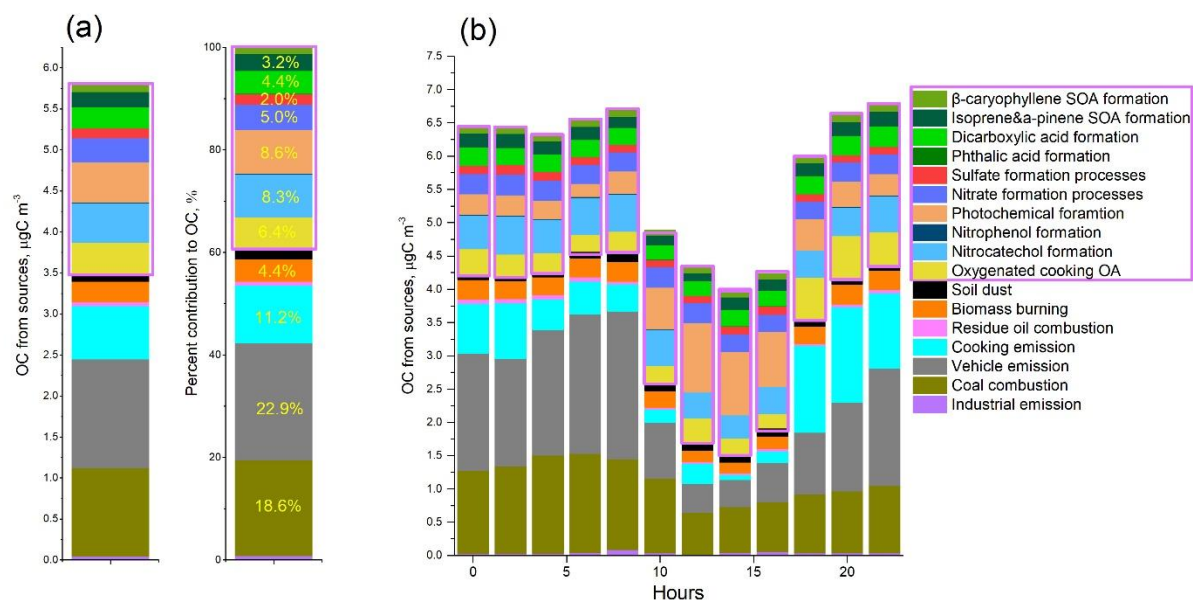 (a)
OC from sources, µgC m⁻³
6.0
5.5
5.0
4.5
4.0
3.5
3.0
2.5
2.0
1.5
1.0
0.5
0.0
Percent contribution to OC, %
100
80
60
40
20
0
3.2%
4.4%
2.0%
5.0%
8.6%
8.3%
6.4%
4.4%
11.2%
22.9%
18.6%
(b)
OC from sources, µgC m⁻³
7.5
7.0
6.5
6.0
5.5
5.0
4.5
4.0
3.5
3.0
2.5
2.0
1.5
1.0
0.5
0.0
0 5 10 15 20
Hours
β-caryophyllene SOA formation
Isoprene&a-pinene SOA formation
Dicarboxylic acid formation
Phthalic acid formation
Sulfate formation processes
Nitrate formation processes
Photochemical foramtion
Nitrophenol formation
Nitrocatechol formation
Oxygenated cooking OA
Soil dust
Biomass burning
Residue oil combustion
Cooking emission
Vehicle emission
Coal combustion
Industrial emission